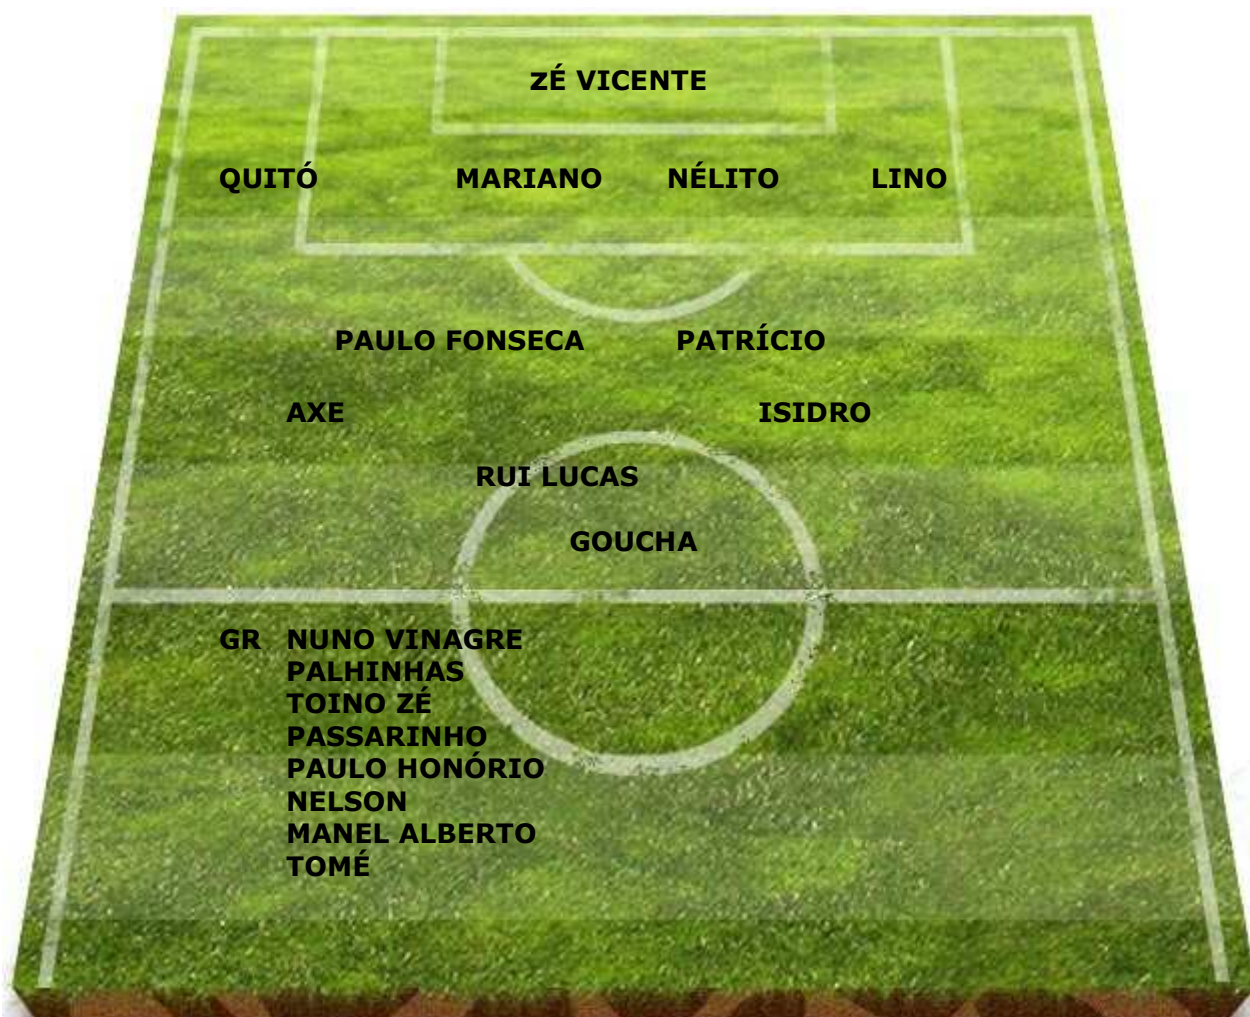 zÉ VICENTE
QUITÓ MARIANO NÉLITO LINO
PAULO FONSECA PATRÍCIO
AXE ISIDRO
RUI LUCAS
GOUCHA
GR NUNO VINAGRE
PALHINHAS
TOINO ZÉ
PASSARINHO
PAULO HONÓRIO
NELSON
MANEL ALBERTO
TOMÉ